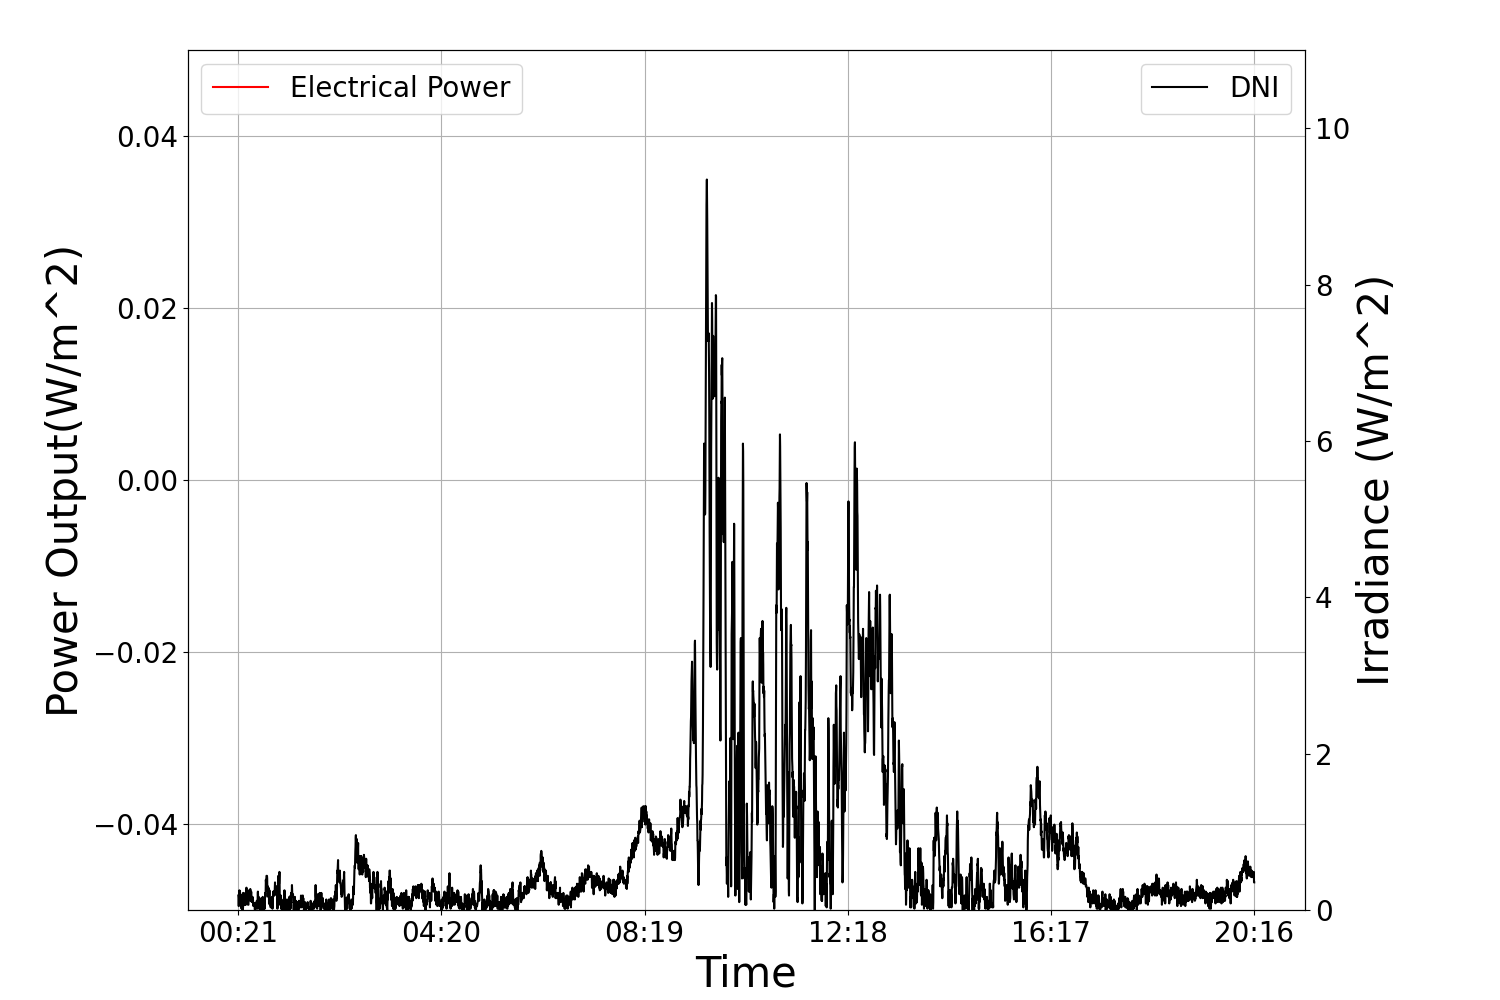 Electrical Power
DNI
0.04
0.02
0.00
−0.02
−0.04
Power Output(W/m^2)
10
8
6
4
2
0
Irradiance (W/m^2)
00:21 04:20 08:19 12:18 16:17 20:16
Time